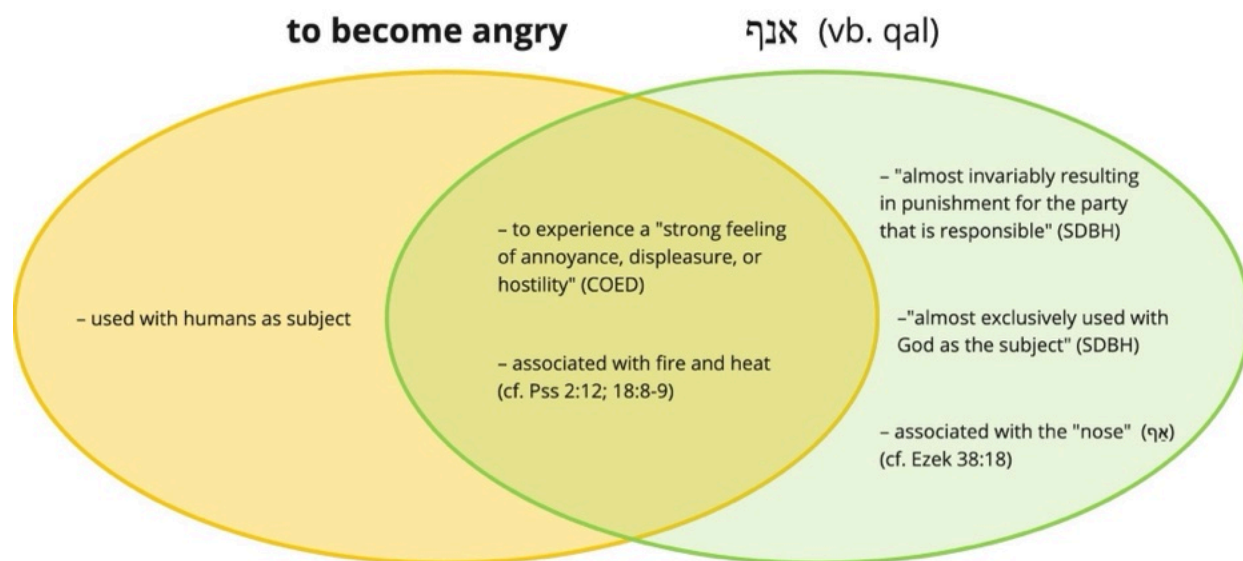 to become angry
אנף (vb. qal)
– used with humans as subject
– to experience a "strong feeling
of annoyance, displeasure, or
hostility" (COED)
– associated with fire and heat
(cf. Pss 2:12; 18:8-9)
– "almost invariably resulting
in punishment for the party
that is responsible" (SDBH)
–"almost exclusively used with
God as the subject" (SDBH)
– associated with the "nose" (אַף)
(cf. Ezek 38:18)